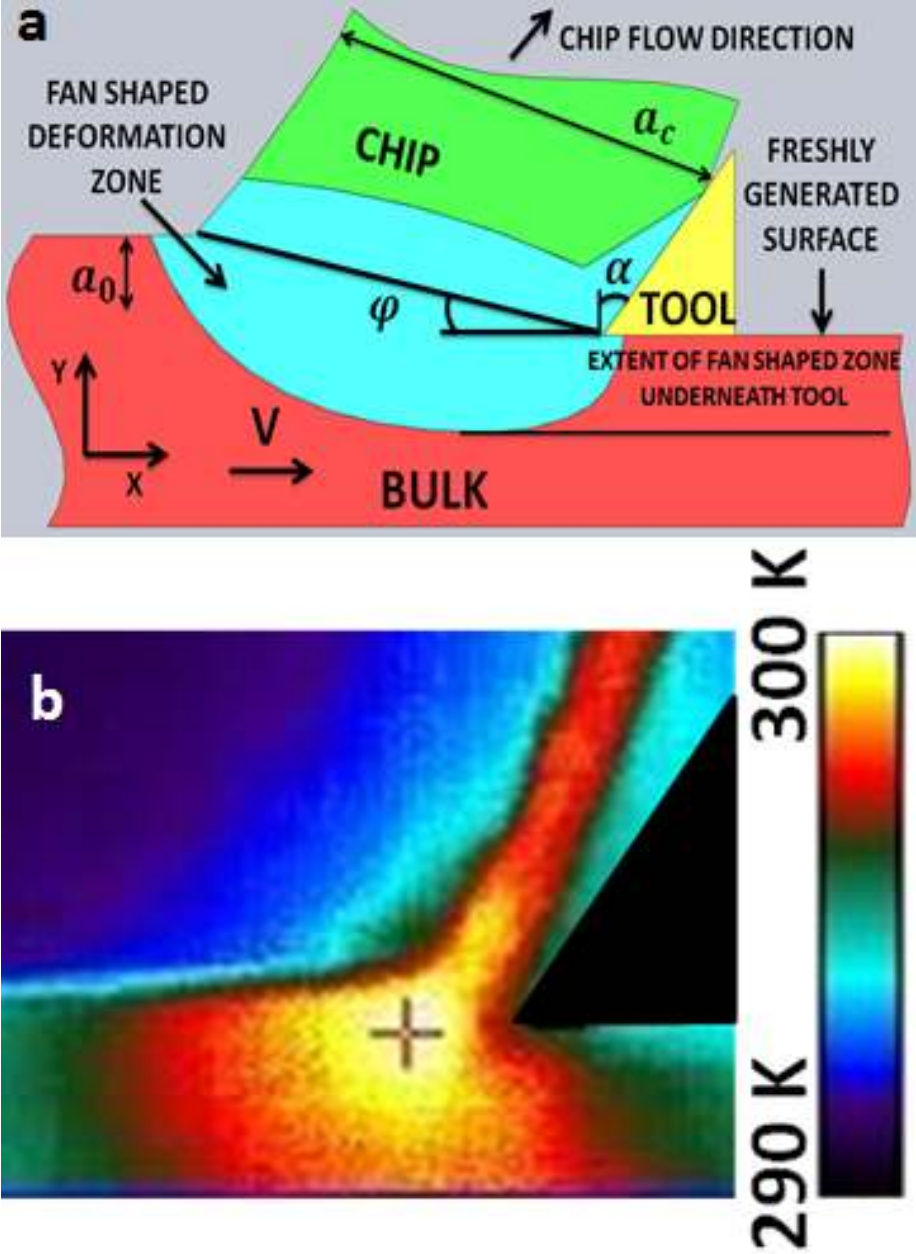 a
CHIP FLOW DIRECTION
FAN SHAPED
DEFORMATION
ZONE
a_c
CHIP
FRESHLY
GENERATED
SURFACE
a_0
α
φ
TOOL
EXTENT OF FAN SHAPED ZONE
UNDERNEATH TOOL
Y
X
V
BULK
b
300 K
290 K